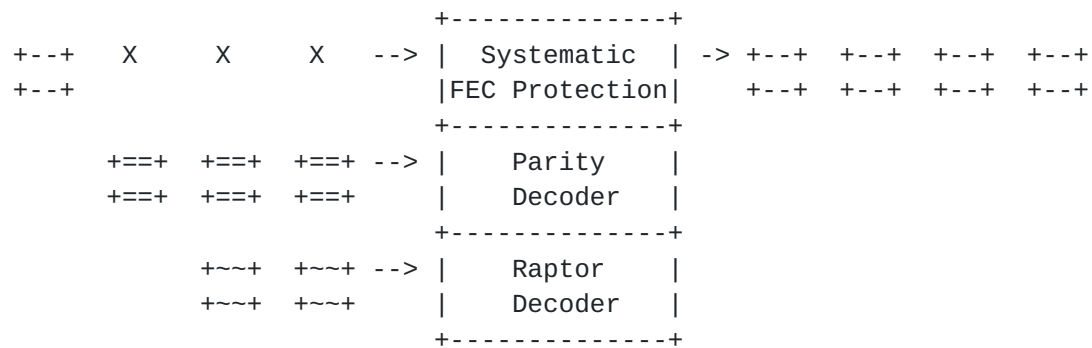 +--------------+
+--+   X     X     X  --> |  Systematic  | -> +--+  +--+  +--+  +--+
+--+                      |FEC Protection|    +--+  +--+  +--+  +--+
                          +--------------+
      +==+  +==+  +==+ --> |    Parity    |
      +==+  +==+  +==+     |    Decoder   |
                          +--------------+
            +~~+  +~~+ --> |    Raptor    |
            +~~+  +~~+     |    Decoder   |
                          +--------------+